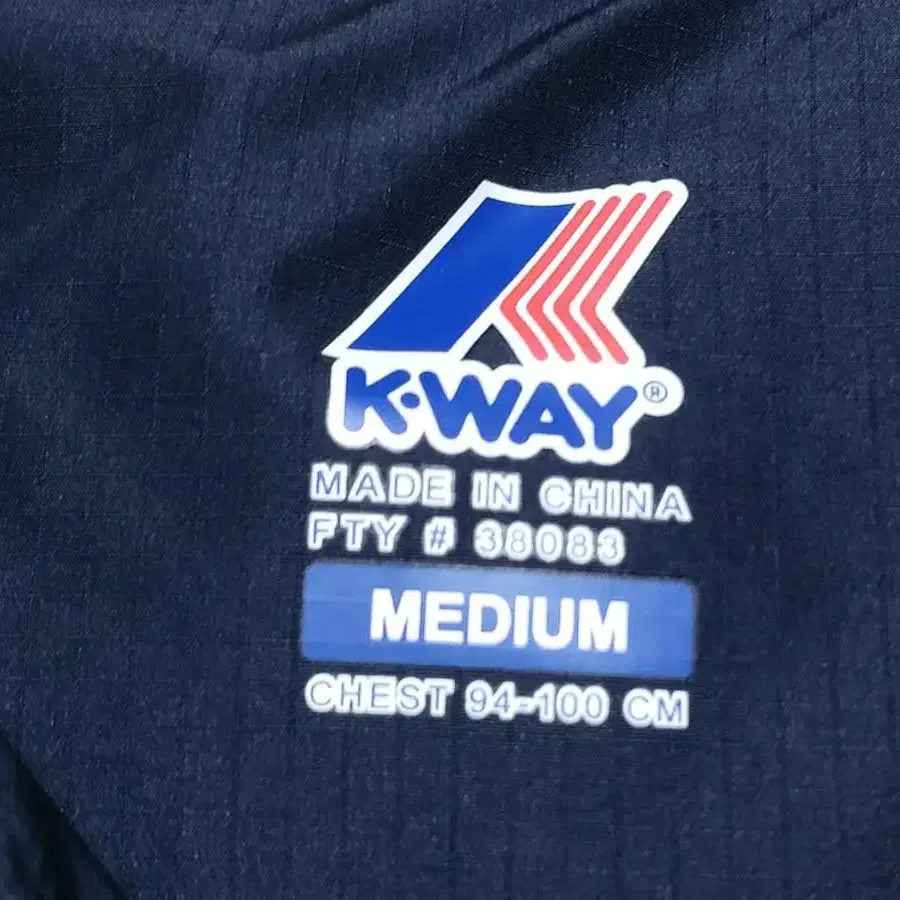 K·WAY®
MADE IN CHINA
FTY # 38083
MEDIUM
CHEST 94-100 CM